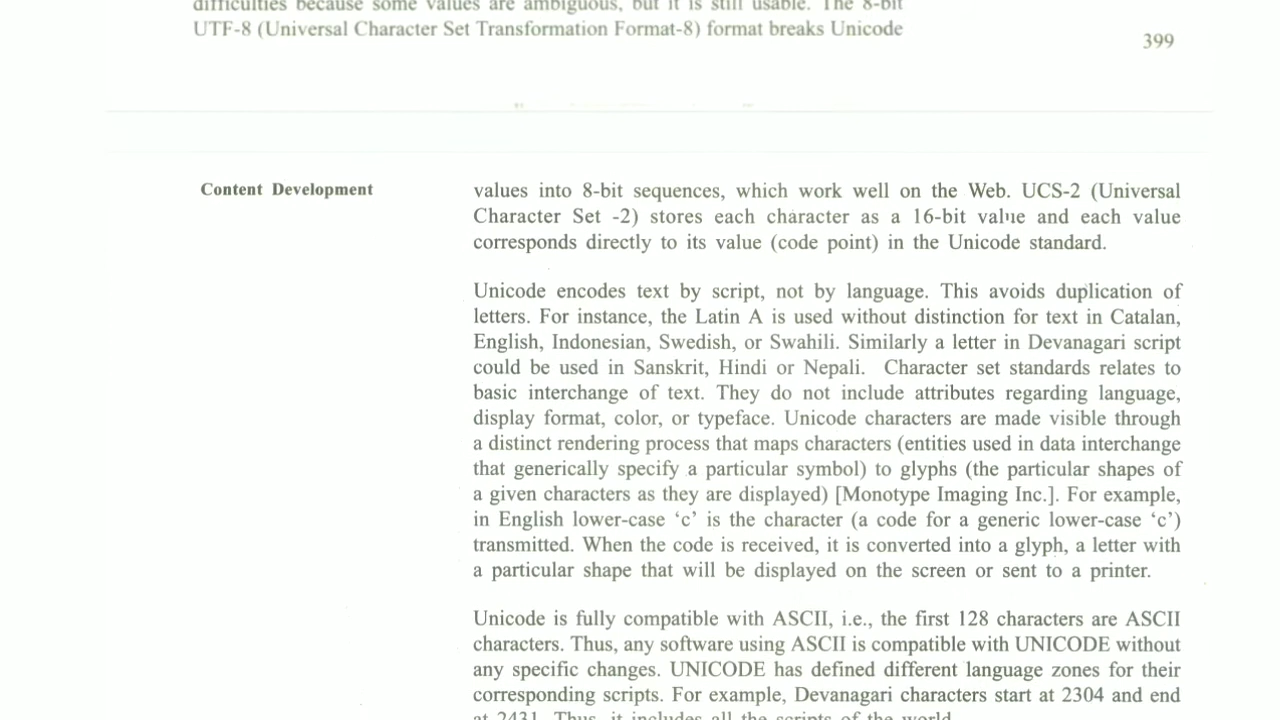 difficulties because some values are ambiguous, but it is still usable. The 8-bit
UTF-8 (Universal Character Set Transformation Format-8) format breaks Unicode
399
Content Development
values into 8-bit sequences, which work well on the Web. UCS-2 (Universal
Character Set -2) stores each character as a 16-bit value and each value
corresponds directly to its value (code point) in the Unicode standard.
Unicode encodes text by script, not by language. This avoids duplication of
letters. For instance, the Latin A is used without distinction for text in Catalan,
English, Indonesian, Swedish, or Swahili. Similarly a letter in Devanagari script
could be used in Sanskrit, Hindi or Nepali. Character set standards relates to
basic interchange of text. They do not include attributes regarding language,
display format, color, or typeface. Unicode characters are made visible through
a distinct rendering process that maps characters (entities used in data interchange
that generically specify a particular symbol) to glyphs (the particular shapes of
a given characters as they are displayed) [Monotype Imaging Inc.]. For example,
in English lower-case ‘c’ is the character (a code for a generic lower-case ‘c’)
transmitted. When the code is received, it is converted into a glyph, a letter with
a particular shape that will be displayed on the screen or sent to a printer.
Unicode is fully compatible with ASCII, i.e., the first 128 characters are ASCII
characters. Thus, any software using ASCII is compatible with UNICODE without
any specific changes. UNICODE has defined different language zones for their
corresponding scripts. For example, Devanagari characters start at 2304 and end
at 2431. Thus, it includes all the scripts of the world.